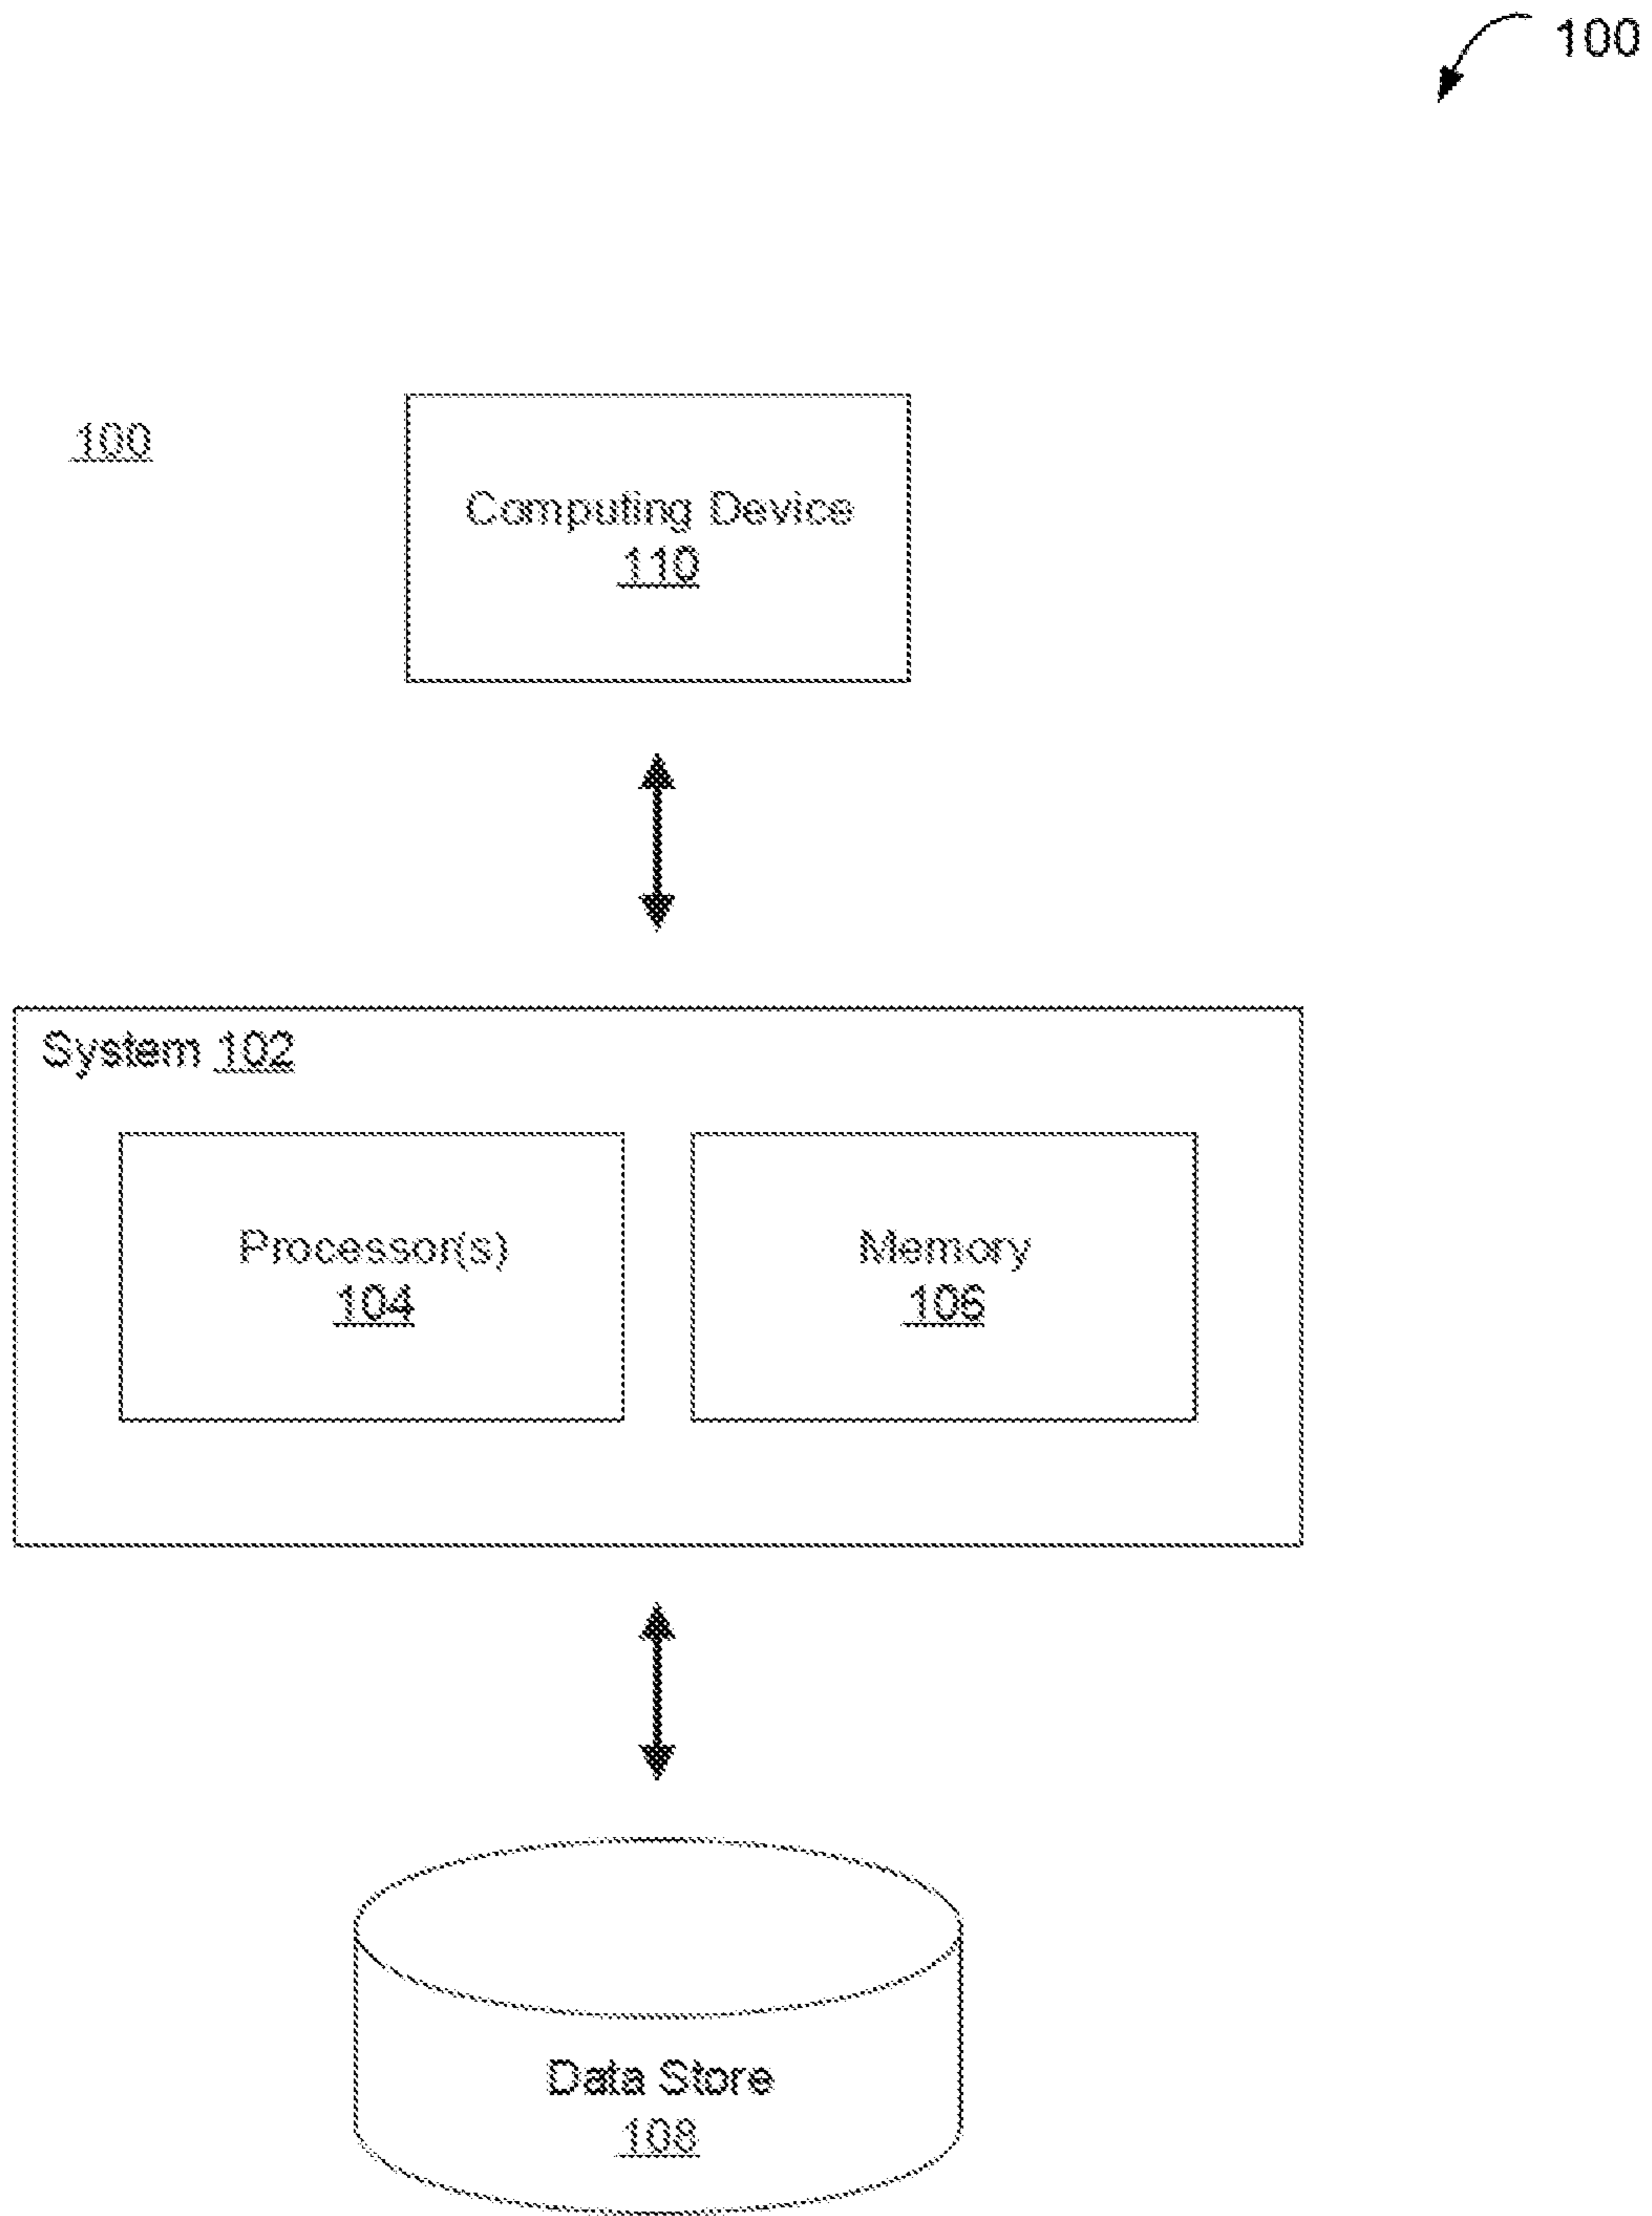 100
100
Computing Device
110
System 102
Processor(s)
104
Memory
106
Data Store
108